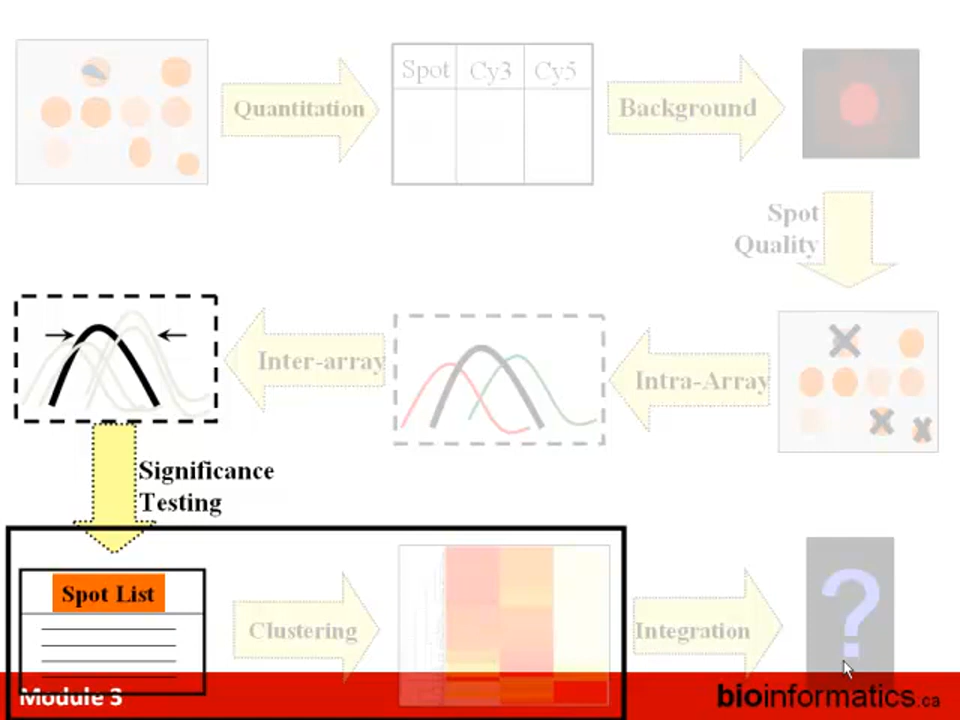 Quantitation
Spot Cy3 Cy5
Background
Spot
Quality
Inter-array
Intra-Array
Significance
Testing
Spot List
Clustering
Integration
?
Module 3
bioinformatics.ca